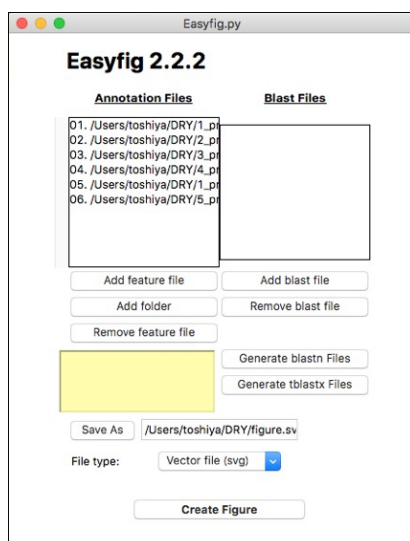 Easyfig.py
Easyfig 2.2.2
Annotation Files
Blast Files
01. /Users/toshiya/DRY/1_pr
02. /Users/toshiya/DRY/2_pr
03. /Users/toshiya/DRY/3_pr
04. /Users/toshiya/DRY/4_pr
05. /Users/toshiya/DRY/1_pr
06. /Users/toshiya/DRY/5_pr
Add feature file
Add blast file
Add folder
Remove blast file
Remove feature file
Generate blastn Files
Generate tblastx Files
Save As
/Users/toshiya/DRY/figure.sv
File type:
Vector file (svg)
Create Figure